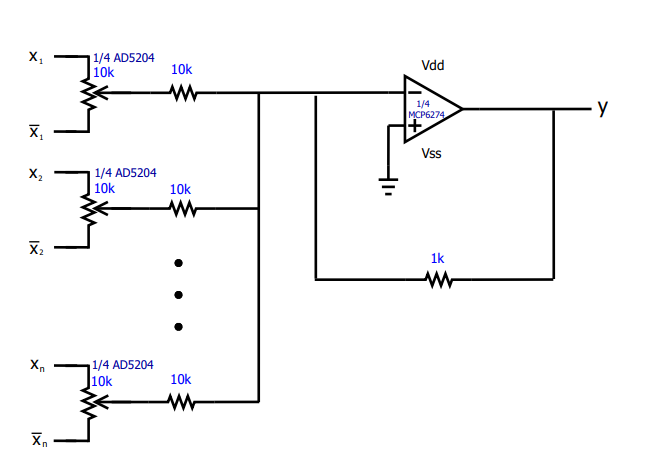 x₁
1/4 AD5204
10k
10k
x̅₁
x₂
1/4 AD5204
10k
10k
x̅₂
xₙ
1/4 AD5204
10k
10k
x̅ₙ
Vdd
1/4
MCP6274
Vss
y
1k